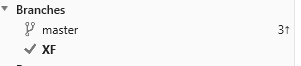 Branches
master 3↑
XF